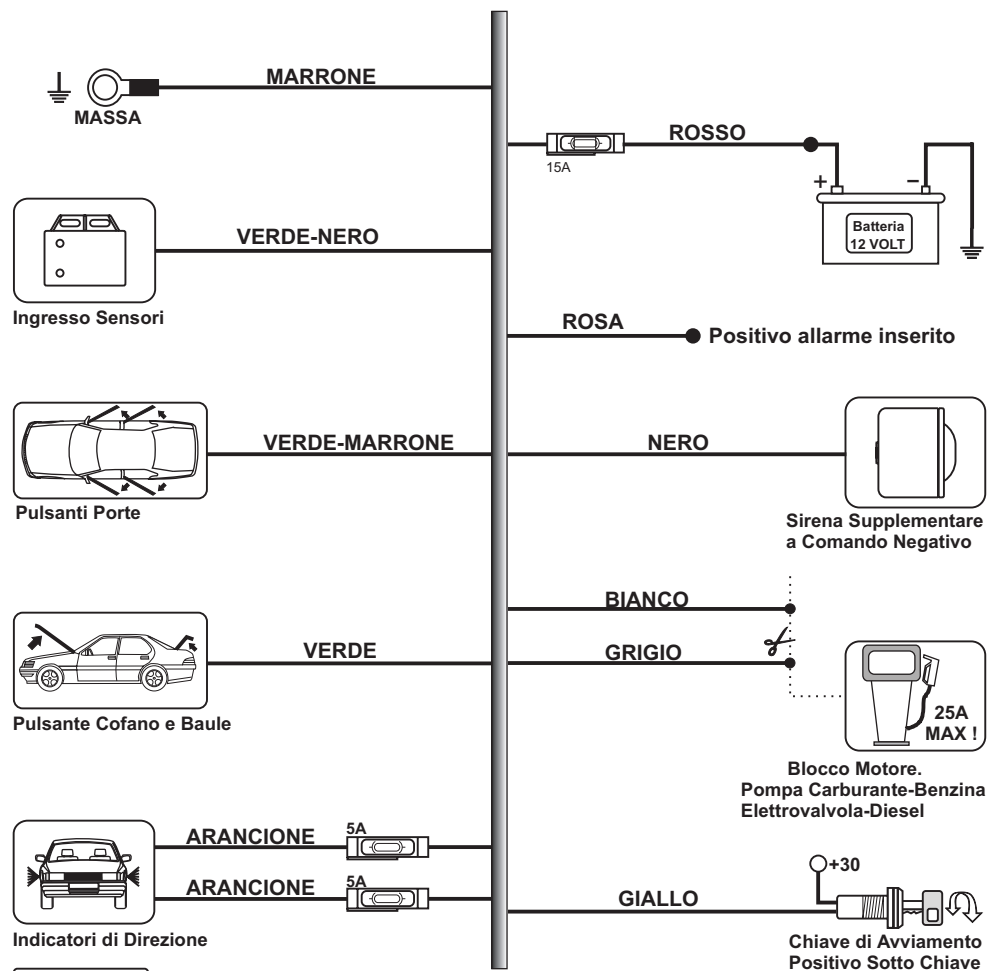 MARRONE
MASSA
ROSSO
15A
+
−
Batteria
12 VOLT
VERDE-NERO
Ingresso Sensori
ROSA
Positivo allarme inserito
VERDE-MARRONE
Pulsanti Porte
NERO
Sirena Supplementare
a Comando Negativo
BIANCO
GRIGIO
VERDE
Pulsante Cofano e Baule
25A
MAX !
Blocco Motore.
Pompa Carburante-Benzina
Elettrovalvola-Diesel
ARANCIONE
5A
ARANCIONE
5A
Indicatori di Direzione
+30
GIALLO
Chiave di Avviamento
Positivo Sotto Chiave